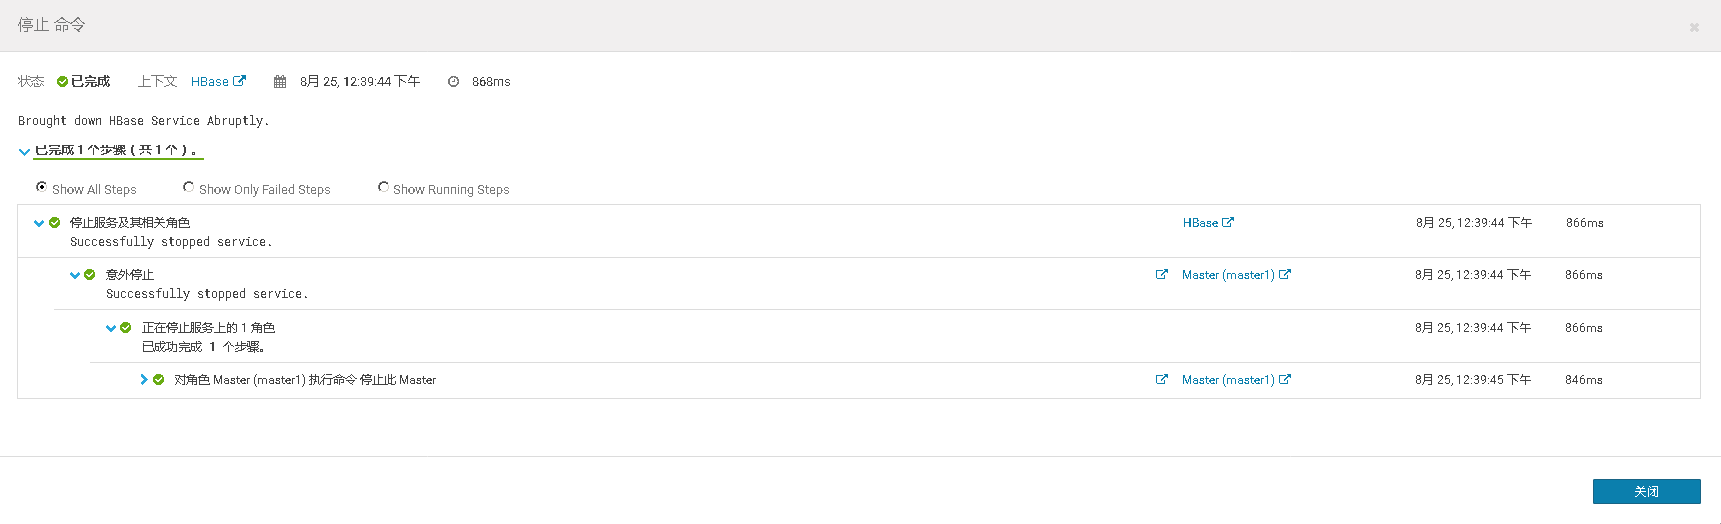 停止 命令
状态 已完成 上下文 HBase 8月 25, 12:39:44 下午 868ms
Brought down HBase Service Abruptly.
已完成 1 个步骤（共 1 个）。
Show All Steps Show Only Failed Steps Show Running Steps
停止服务及其相关角色 HBase 8月 25, 12:39:44 下午 866ms
Successfully stopped service.
意外停止 Master (master1) 8月 25, 12:39:44 下午 866ms
Successfully stopped service.
正在停止服务上的 1 角色 8月 25, 12:39:44 下午 866ms
已成功完成 1 个步骤。
对角色 Master (master1) 执行命令 停止此 Master Master (master1) 8月 25, 12:39:45 下午 846ms
关闭